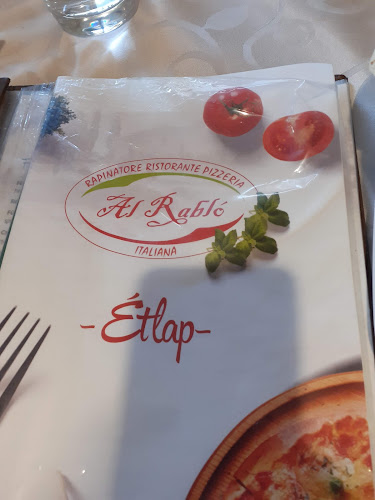 RAPINATORE RISTORANTE PIZZERIA
Al Rabló
ITALIANA
-Étlap-